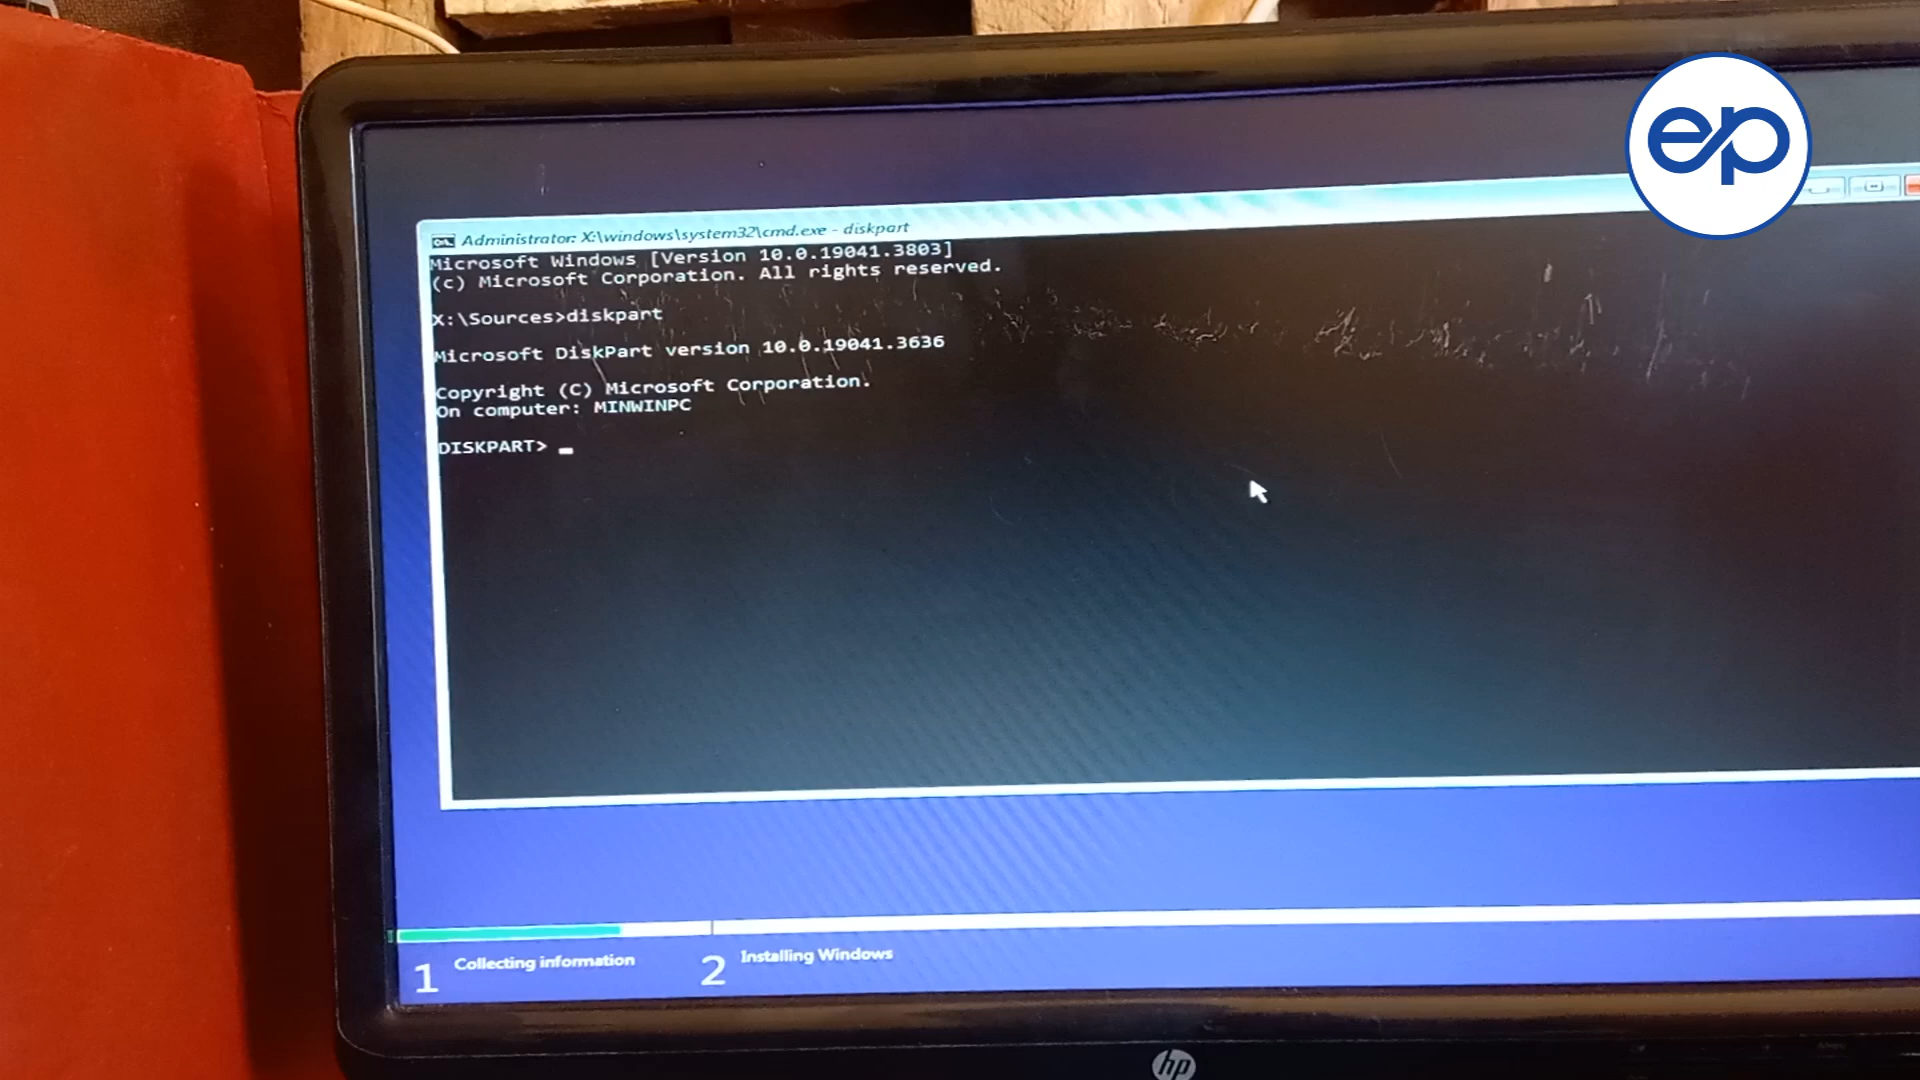 ep
Administrator: X:\windows\system32\cmd.exe - diskpart
Microsoft Windows [Version 10.0.19041.3803]
(c) Microsoft Corporation. All rights reserved.
X:\Sources>diskpart
Microsoft DiskPart version 10.0.19041.3636
Copyright (C) Microsoft Corporation.
On computer: MINWINPC
DISKPART>
1 Collecting information 2 Installing Windows
hp